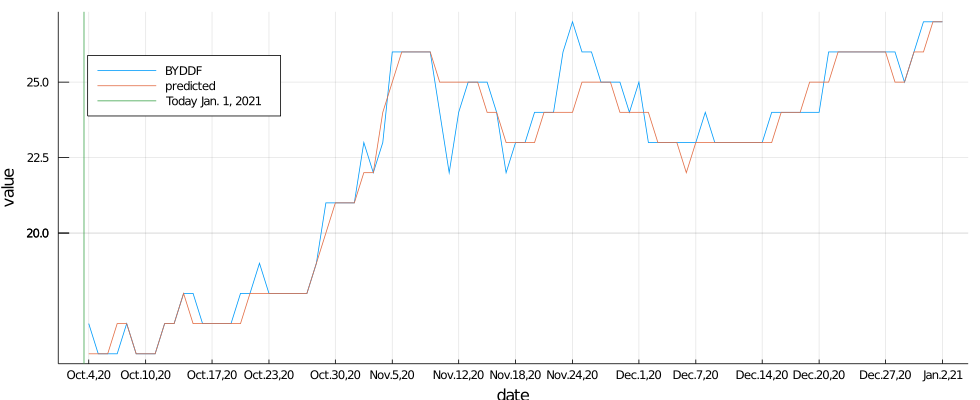 25.0
22.5
20.0
value
BYDDF
predicted
Today Jan. 1, 2021
Oct.4,20 Oct.10,20 Oct.17,20 Oct.23,20 Oct.30,20 Nov.5,20 Nov.12,20 Nov.18,20 Nov.24,20 Dec.1,20 Dec.7,20 Dec.14,20 Dec.20,20 Dec.27,20 Jan.2,21
date